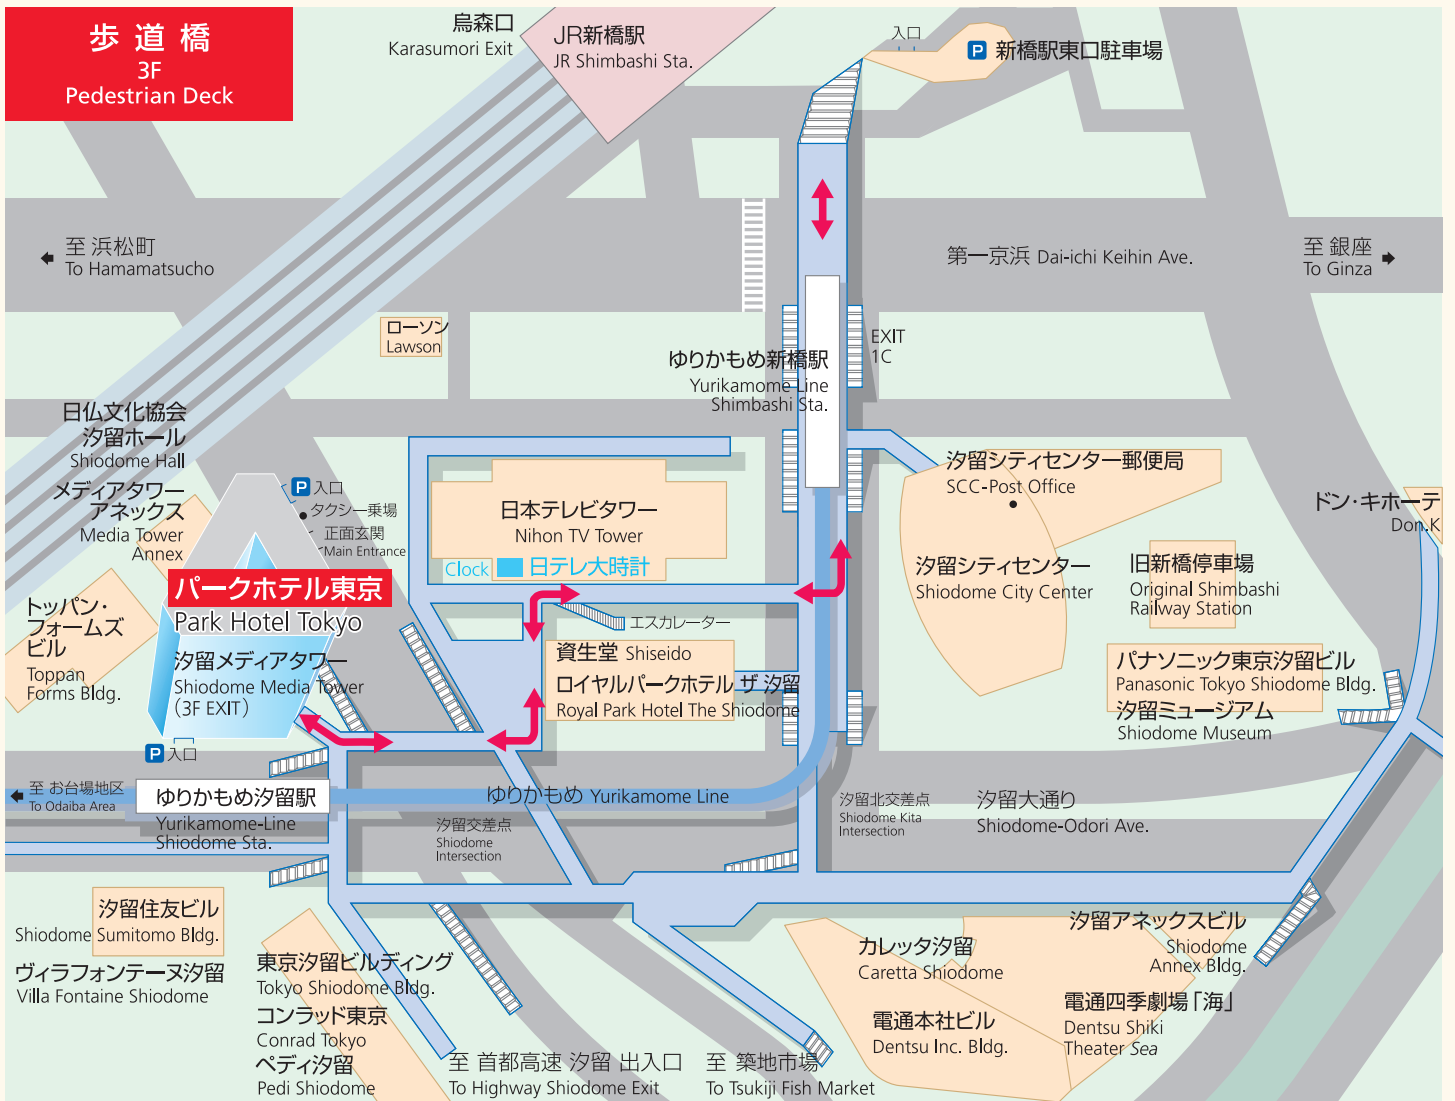 歩道橋
3F
Pedestrian Deck
烏森口
Karasumori Exit
JR新橋駅
JR Shimbashi Sta.
入口
P
新橋駅東口駐車場
至 浜松町
To Hamamatsucho
第一京浜 Dai-ichi Keihin Ave.
至 銀座
To Ginza
ローソン
Lawson
EXIT
1C
ゆりかもめ新橋駅
Yurikamome Line
Shimbashi Sta.
日仏文化協会
汐留ホール
Shiodome Hall
メディアタワー
アネックス
Media Tower
Annex
P 入口
タクシー乗場
正面玄関
Main Entrance
日本テレビタワー
Nihon TV Tower
Clock 日テレ大時計
汐留シティセンター郵便局
SCC-Post Office
汐留シティセンター
Shiodome City Center
ドン・キホーテ
Don.K
旧新橋停車場
Original Shimbashi
Railway Station
パークホテル東京
Park Hotel Tokyo
汐留メディアタワー
Shiodome Media Tower
(3F EXIT)
トッパン・
フォームズ
ビル
Toppan
Forms Bldg.
エスカレーター
資生堂 Shiseido
ロイヤルパークホテル ザ 汐留
Royal Park Hotel The Shiodome
パナソニック東京汐留ビル
Panasonic Tokyo Shiodome Bldg.
汐留ミュージアム
Shiodome Museum
P 入口
至 お台場地区
To Odaiba Area
ゆりかもめ汐留駅
Yurikamome-Line
Shiodome Sta.
ゆりかもめ Yurikamome Line
汐留交差点
Shiodome
Intersection
汐留北交差点
Shiodome Kita
Intersection
汐留大通り
Shiodome-Odori Ave.
汐留住友ビル
Shiodome Sumitomo Bldg.
ヴィラフォンテーヌ汐留
Villa Fontaine Shiodome
東京汐留ビルディング
Tokyo Shiodome Bldg.
コンラッド東京
Conrad Tokyo
ペディ汐留
Pedi Shiodome
至 首都高速 汐留 出入口
To Highway Shiodome Exit
至 築地市場
To Tsukiji Fish Market
カレッタ汐留
Caretta Shiodome
電通本社ビル
Dentsu Inc. Bldg.
汐留アネックスビル
Shiodome
Annex Bldg.
電通四季劇場「海」
Dentsu Shiki
Theater Sea